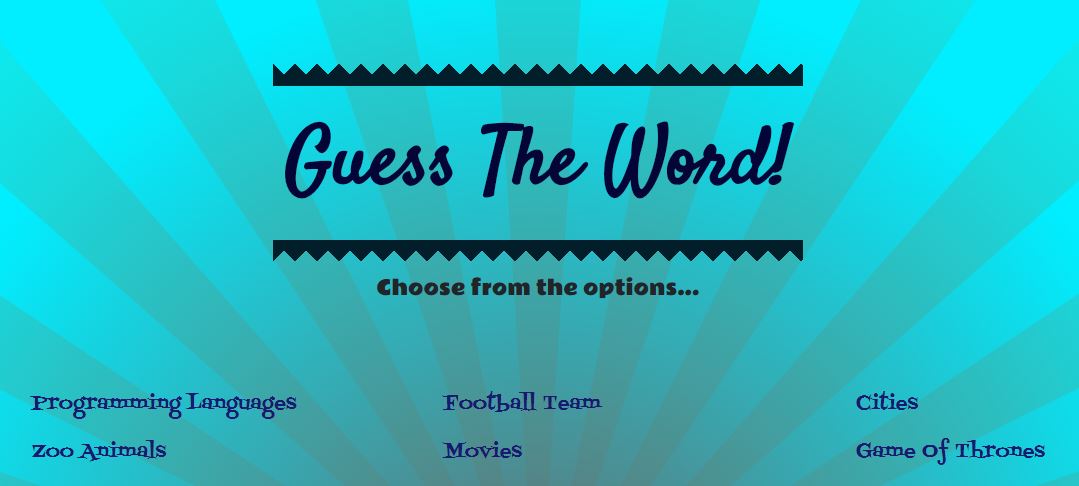 Guess The Word!
Choose from the options...
Programming Languages Football Team Cities
Zoo Animals Movies Game Of Thrones